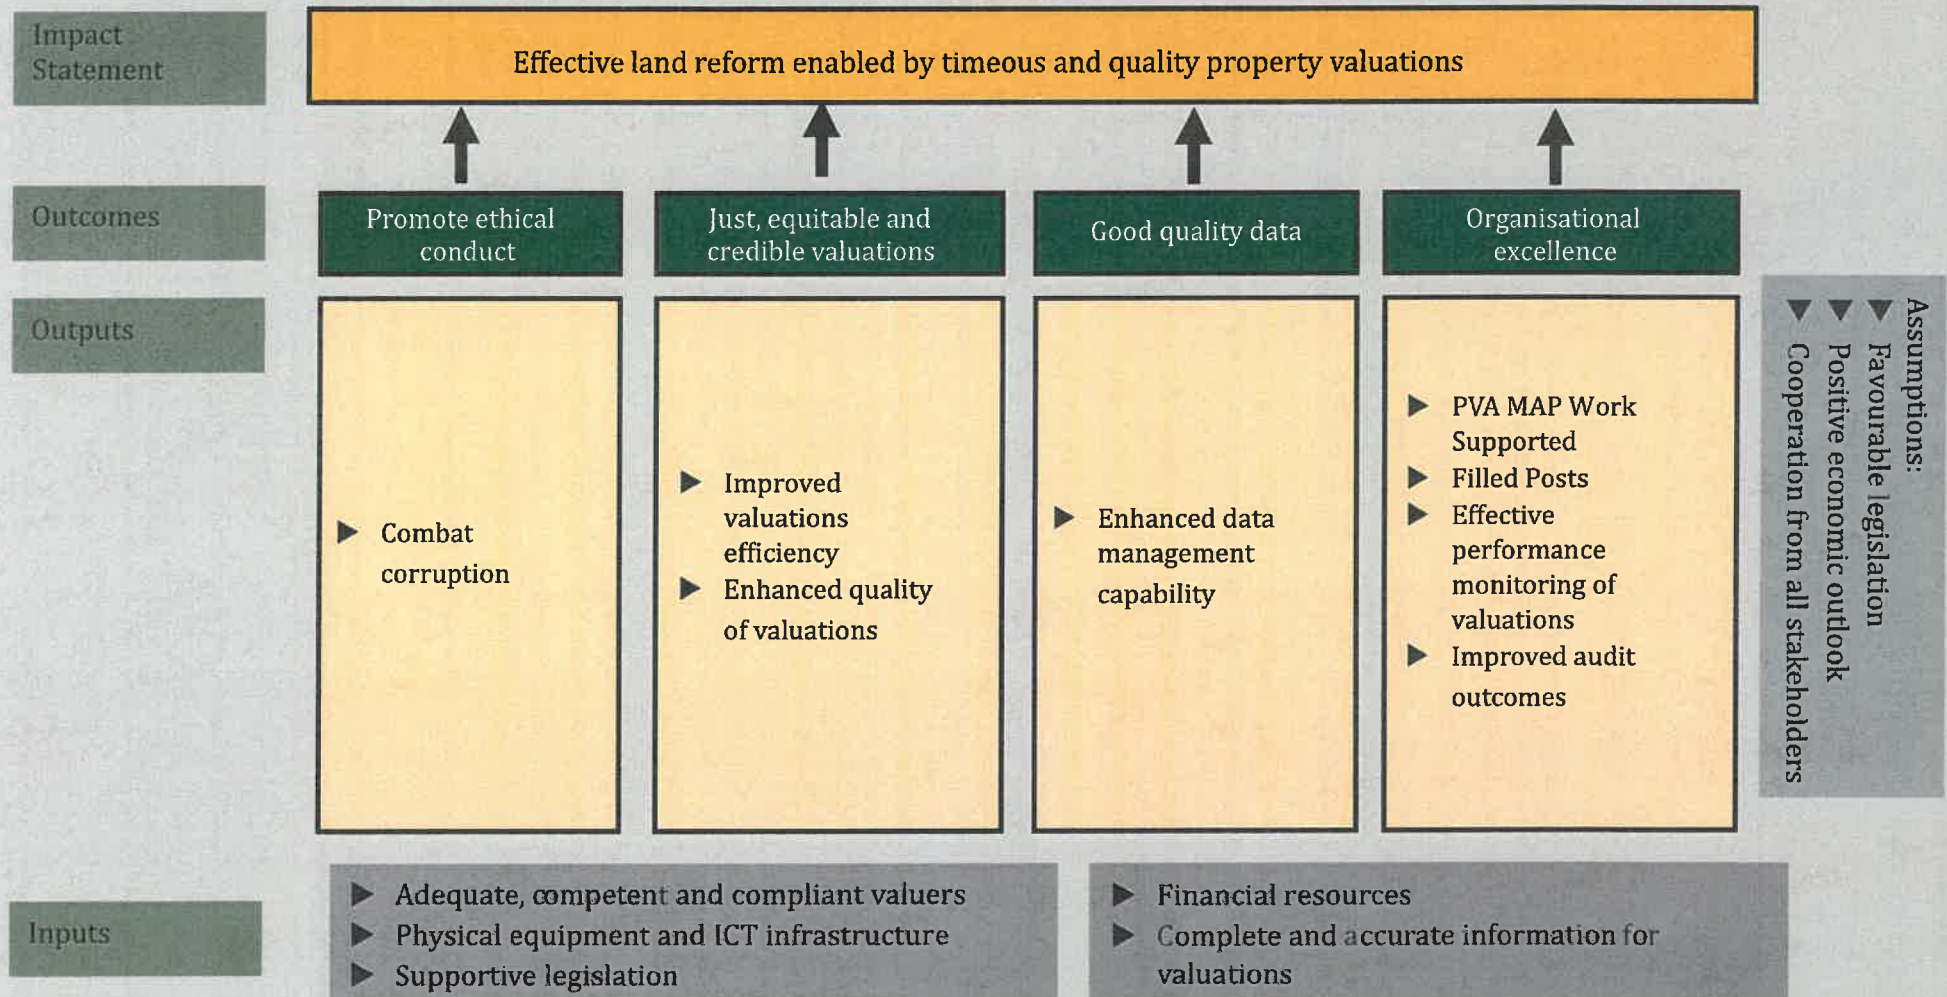 Impact
Statement
Effective land reform enabled by timeous and quality property valuations
Outcomes
Promote ethical
conduct
Just, equitable and
credible valuations
Good quality data
Organisational
excellence
Outputs
▶ Combat
corruption
▶ Improved
valuations
efficiency
▶ Enhanced quality
of valuations
▶ Enhanced data
management
capability
▶ PVA MAP Work
Supported
▶ Filled Posts
▶ Effective
performance
monitoring of
valuations
▶ Improved audit
outcomes
Assumptions:
▶ Favourable legislation
▶ Positive economic outlook
▶ Cooperation from all stakeholders
Inputs
▶ Adequate, competent and compliant valuers
▶ Physical equipment and ICT infrastructure
▶ Supportive legislation
▶ Financial resources
▶ Complete and accurate information for
valuations